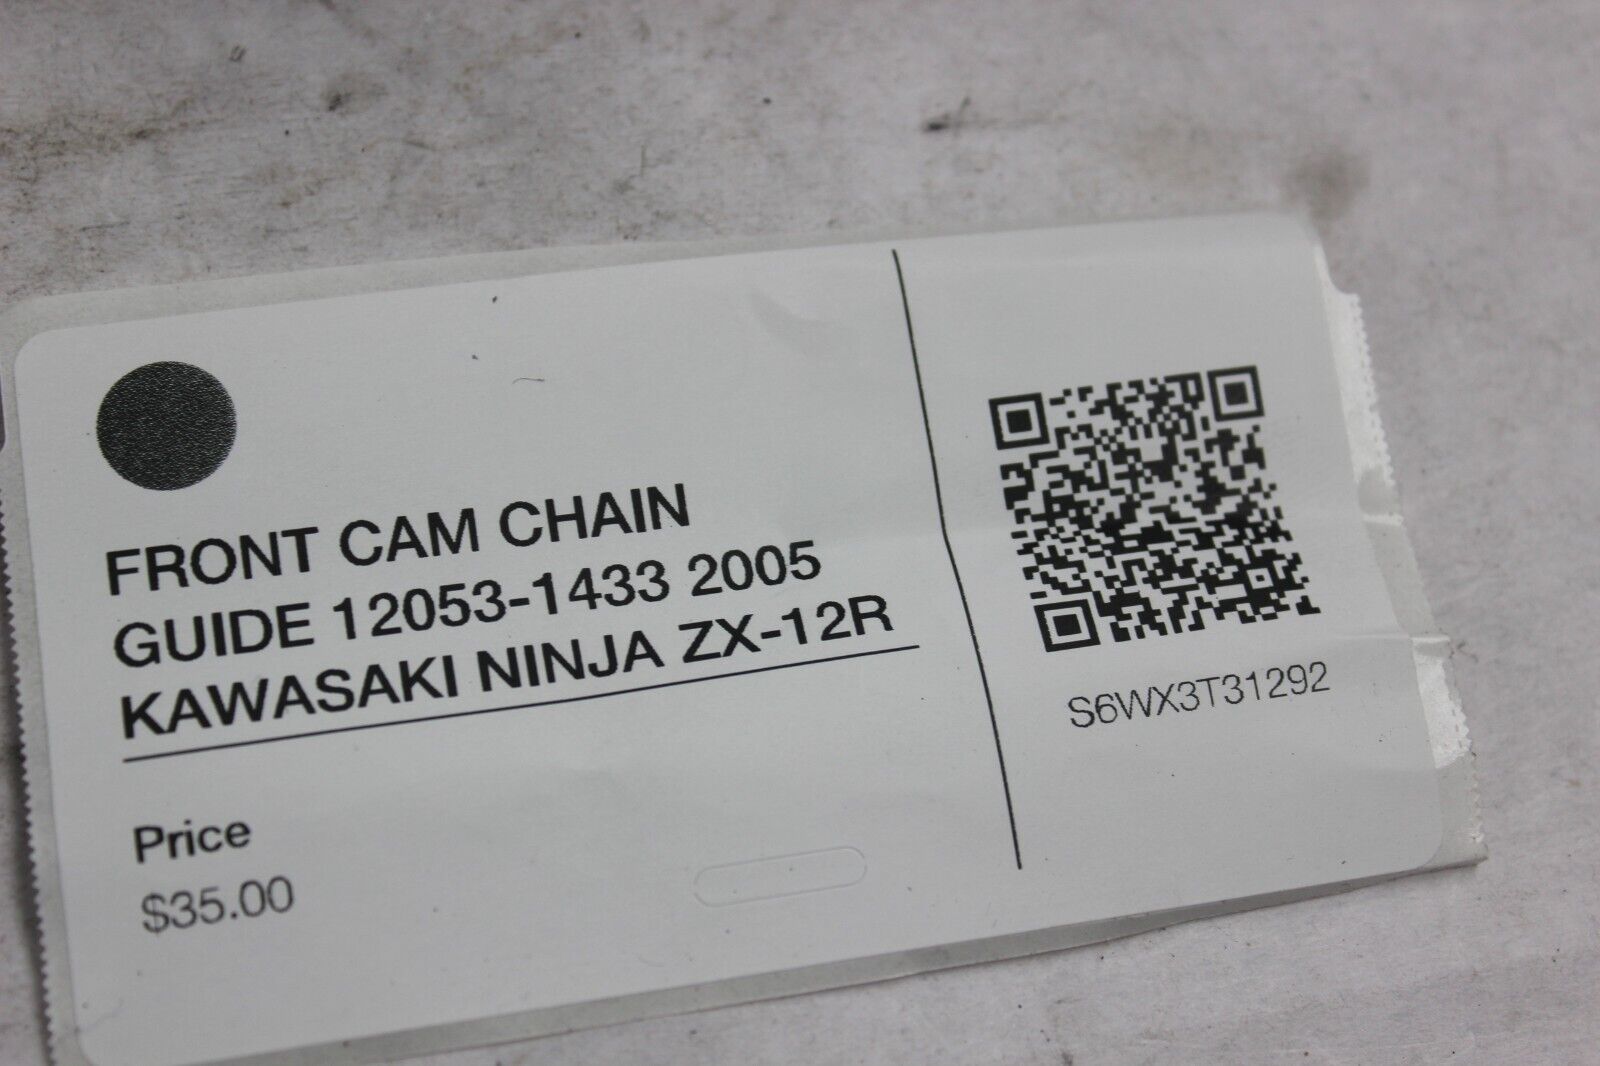 FRONT CAM CHAIN
GUIDE 12053-1433 2005
KAWASAKI NINJA ZX-12R
Price
$35.00
S6WX3T31292